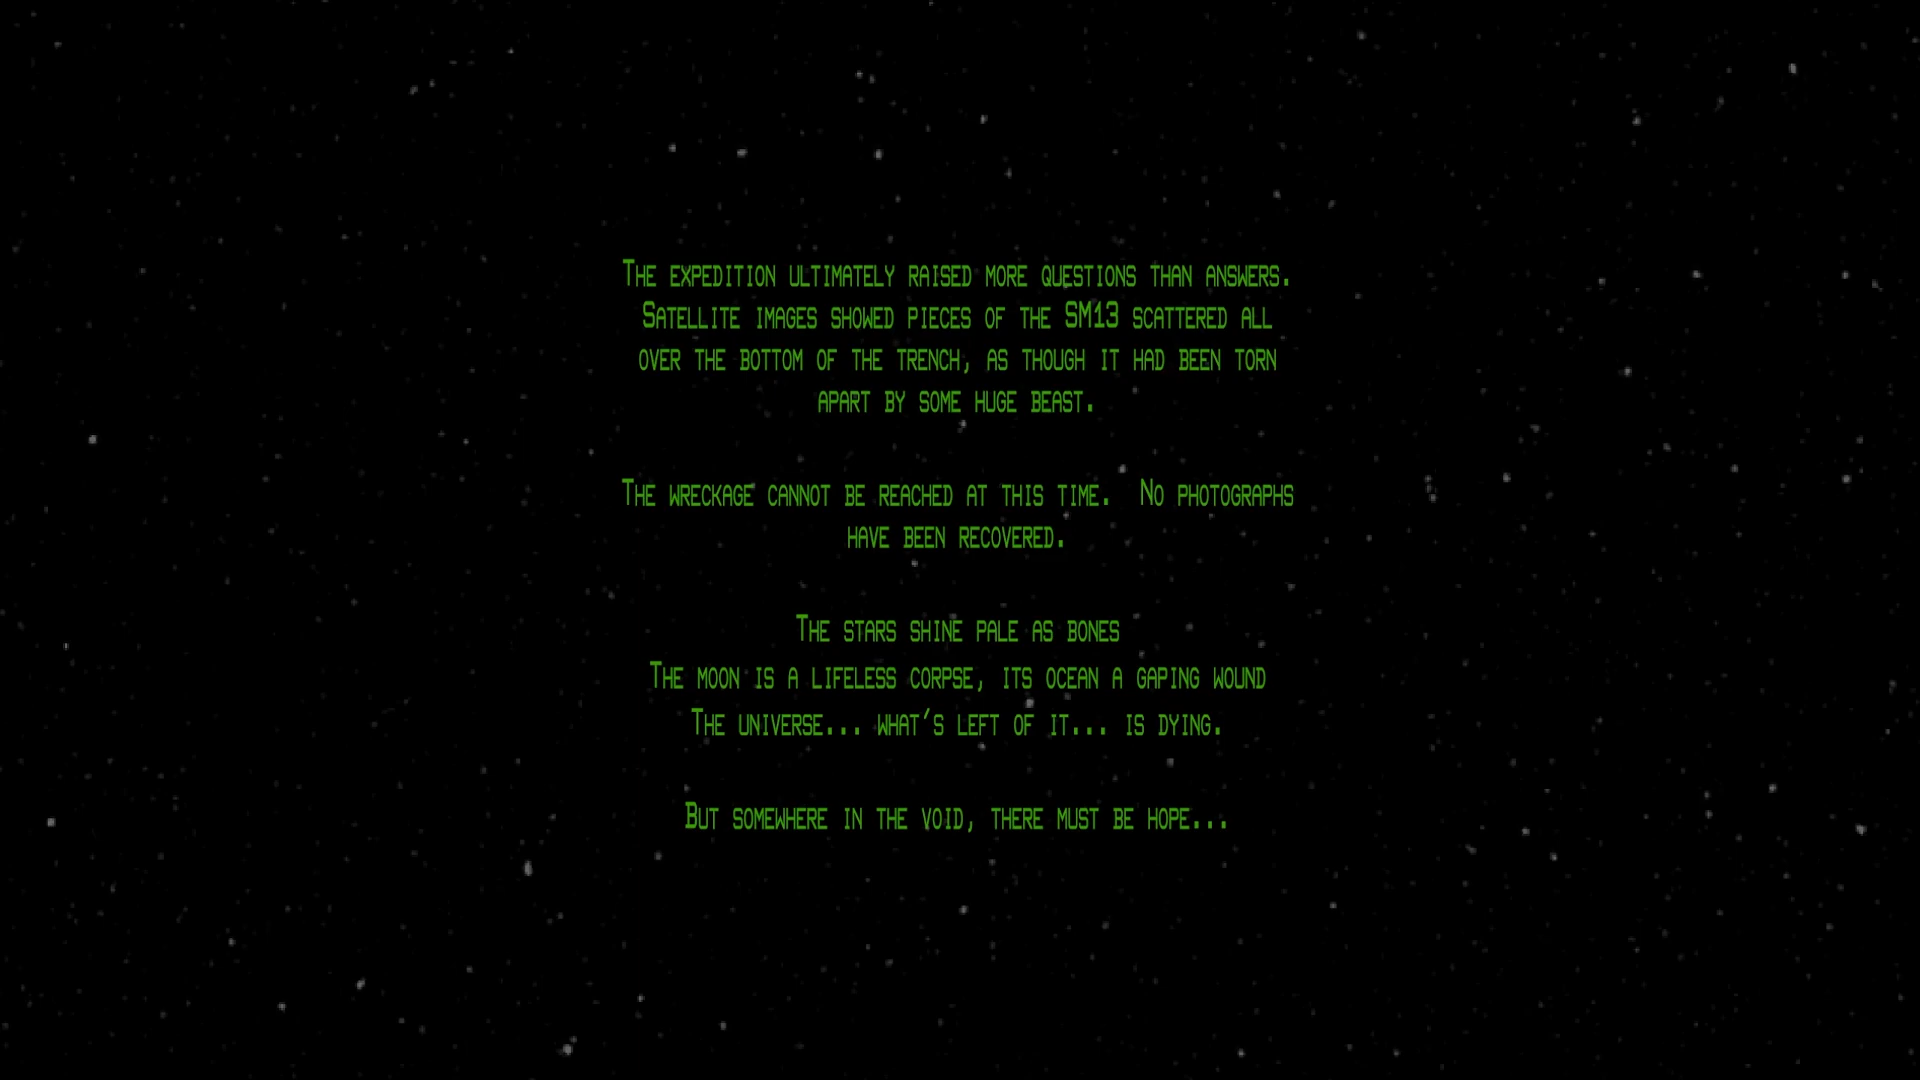 The expedition ultimately raised more questions than answers.
Satellite images showed pieces of the SM13 scattered all
over the bottom of the trench, as though it had been torn
apart by some huge beast.
The wreckage cannot be reached at this time.  No photographs
have been recovered.
The stars shine pale as bones
The moon is a lifeless corpse, its ocean a gaping wound
The universe... what's left of it... is dying.
But somewhere in the void, there must be hope...